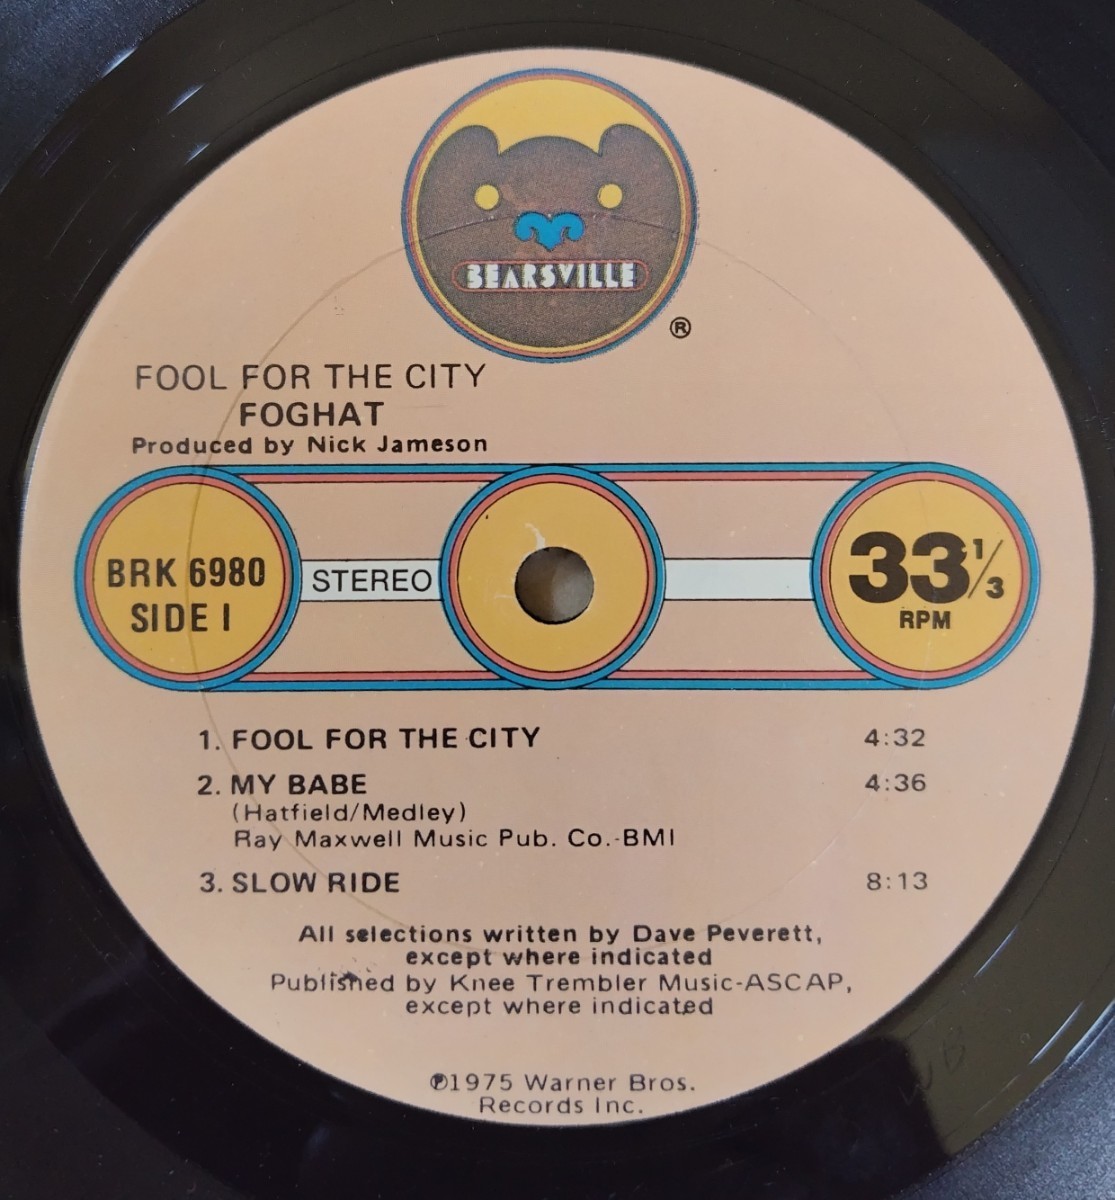 BEARSVILLE
®
FOOL FOR THE CITY
FOGHAT
Produced by Nick Jameson
BRK 6980
SIDE I
STEREO
33 1/3
RPM
1. FOOL FOR THE CITY 4:32
2. MY BABE 4:36
(Hatfield/Medley)
Ray Maxwell Music Pub. Co.-BMI
3. SLOW RIDE 8:13
All selections written by Dave Peverett,
except where indicated
Published by Knee Trembler Music-ASCAP,
except where indicated
℗1975 Warner Bros.
Records Inc.